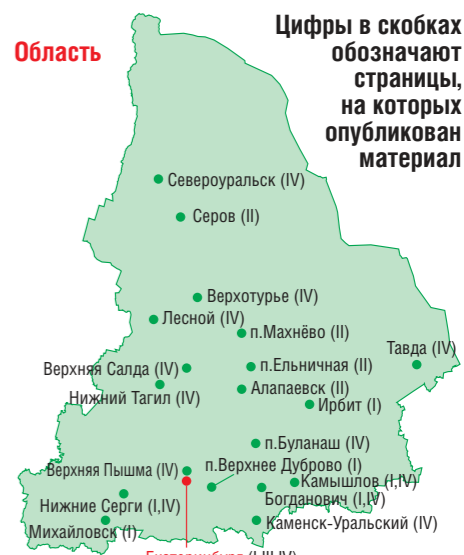 Область
Цифры в скобках
обозначают
страницы,
на которых
опубликован
материал
Североуральск (IV)
Серов (II)
Верхотурье (IV)
Лесной (IV)
п.Махнёво (II)
Тавда (IV)
Верхняя Салда (IV)
п.Ельничная (II)
Нижний Тагил (IV)
Алапаевск (II)
Ирбит (I)
п.Буланаш (IV)
Верхняя Пышма (IV)
п.Верхнее Дуброво (I)
Камышлов (I,IV)
Нижние Серги (I,IV)
Богданович (I,IV)
Михайловск (I)
Каменск-Уральский (IV)